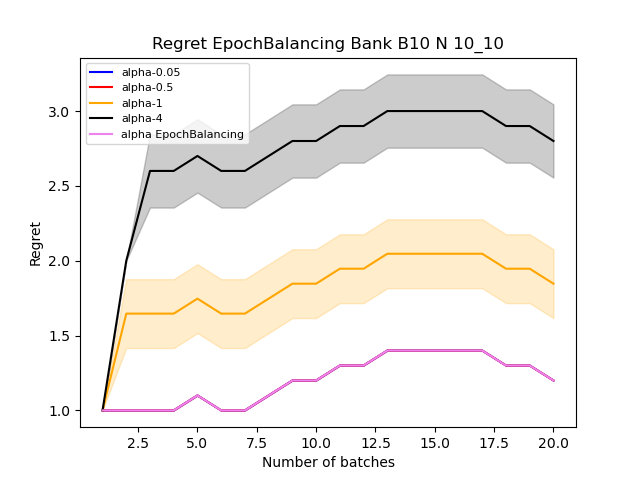 Regret EpochBalancing Bank B10 N 10_10
alpha-0.05
alpha-0.5
alpha-1
alpha-4
alpha EpochBalancing
3.0
2.5
2.0
1.5
1.0
Regret
2.5 5.0 7.5 10.0 12.5 15.0 17.5 20.0
Number of batches